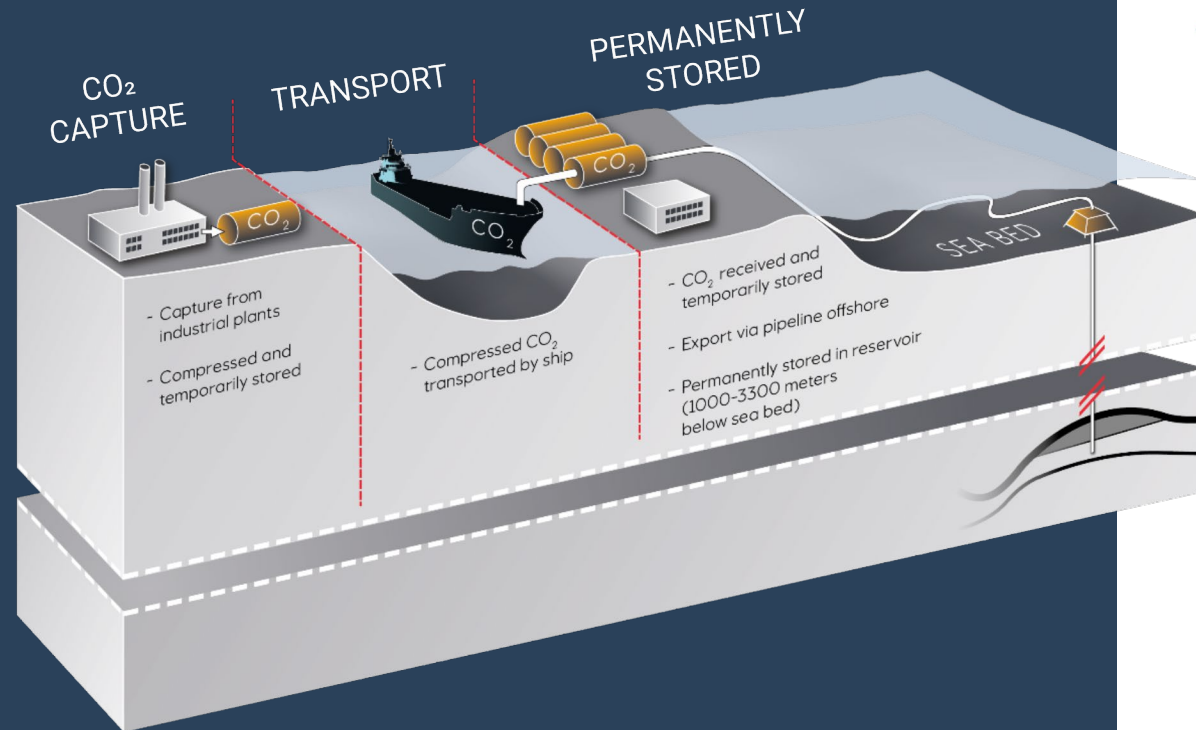 CO₂
CAPTURE
TRANSPORT
PERMANENTLY
STORED
CO₂
CO₂
CO₂
SEA BED
- Capture from
industrial plants
- Compressed and
temporarily stored
- Compressed CO₂
transported by ship
- CO₂ received and
temporarily stored
- Export via pipeline offshore
- Permanently stored in reservoir
(1000-3300 meters
below sea bed)